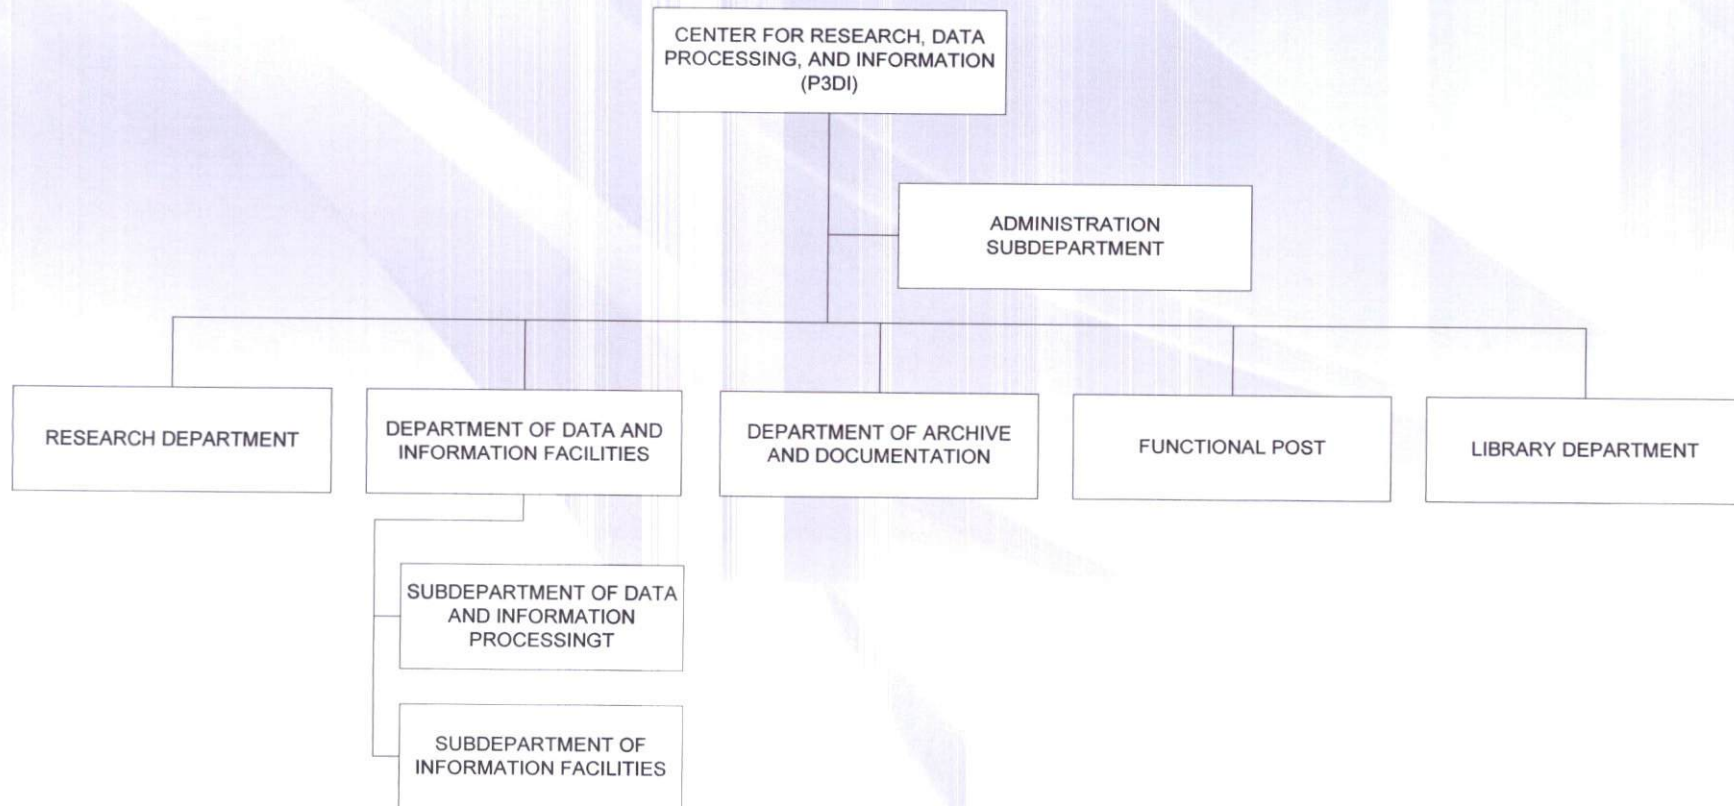 CENTER FOR RESEARCH, DATA
PROCESSING, AND INFORMATION
(P3DI)
ADMINISTRATION
SUBDEPARTMENT
RESEARCH DEPARTMENT
DEPARTMENT OF DATA AND
INFORMATION FACILITIES
DEPARTMENT OF ARCHIVE
AND DOCUMENTATION
FUNCTIONAL POST
LIBRARY DEPARTMENT
SUBDEPARTMENT OF DATA
AND INFORMATION
PROCESSINGT
SUBDEPARTMENT OF
INFORMATION FACILITIES